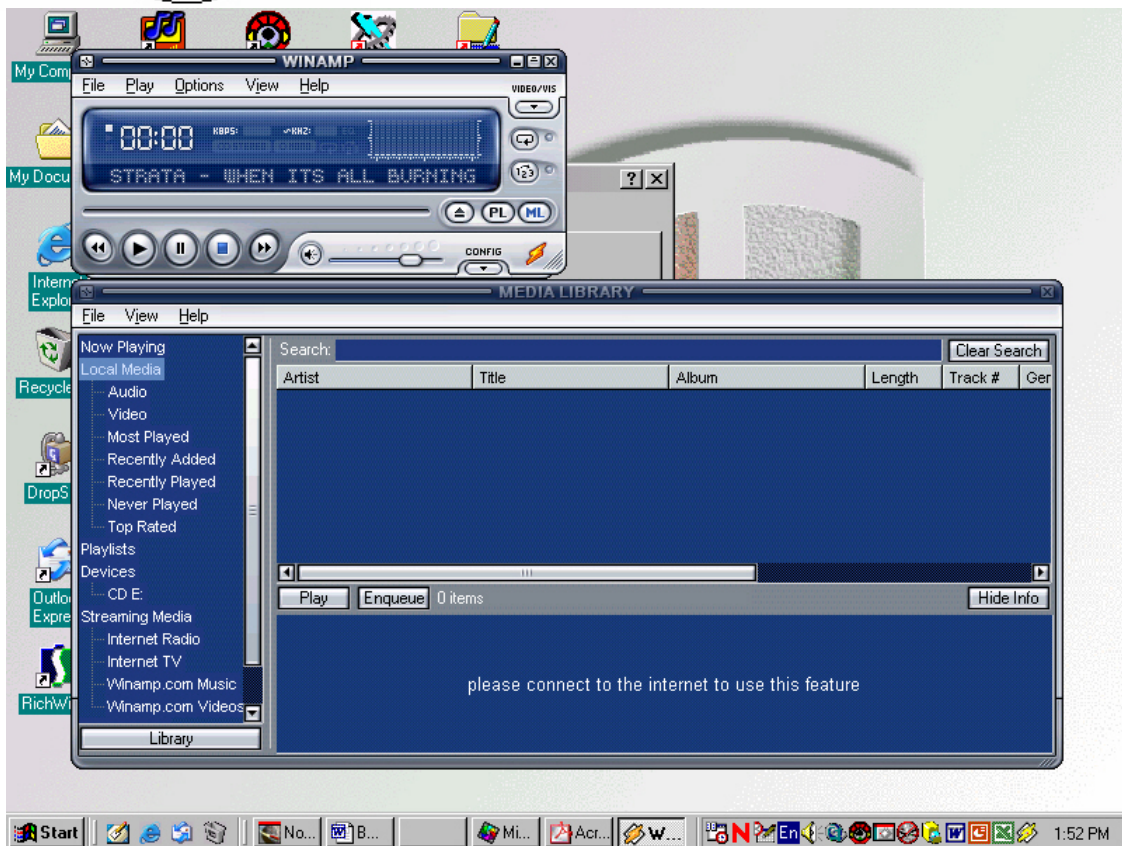 My Com
WINAMP
File Play Options View Help
VIDEO/VIS
00:00 KBPS: KHZ:
STRATA - WHEN ITS ALL BURNING
PL ML
CONFIG
My Docu
Intern
Explo
Recycle
DropS
Outlo
Expre
RichWi
MEDIA LIBRARY
File View Help
Now Playing
Local Media
Audio
Video
Most Played
Recently Added
Recently Played
Never Played
Top Rated
Playlists
Devices
CD E:
Streaming Media
Internet Radio
Internet TV
Winamp.com Music
Winamp.com Videos
Library
Search: Clear Search
Artist Title Album Length Track # Ger
Play Enqueue 0 items Hide Info
please connect to the internet to use this feature
Start No... B... Mi... Acr... W... En 1:52 PM